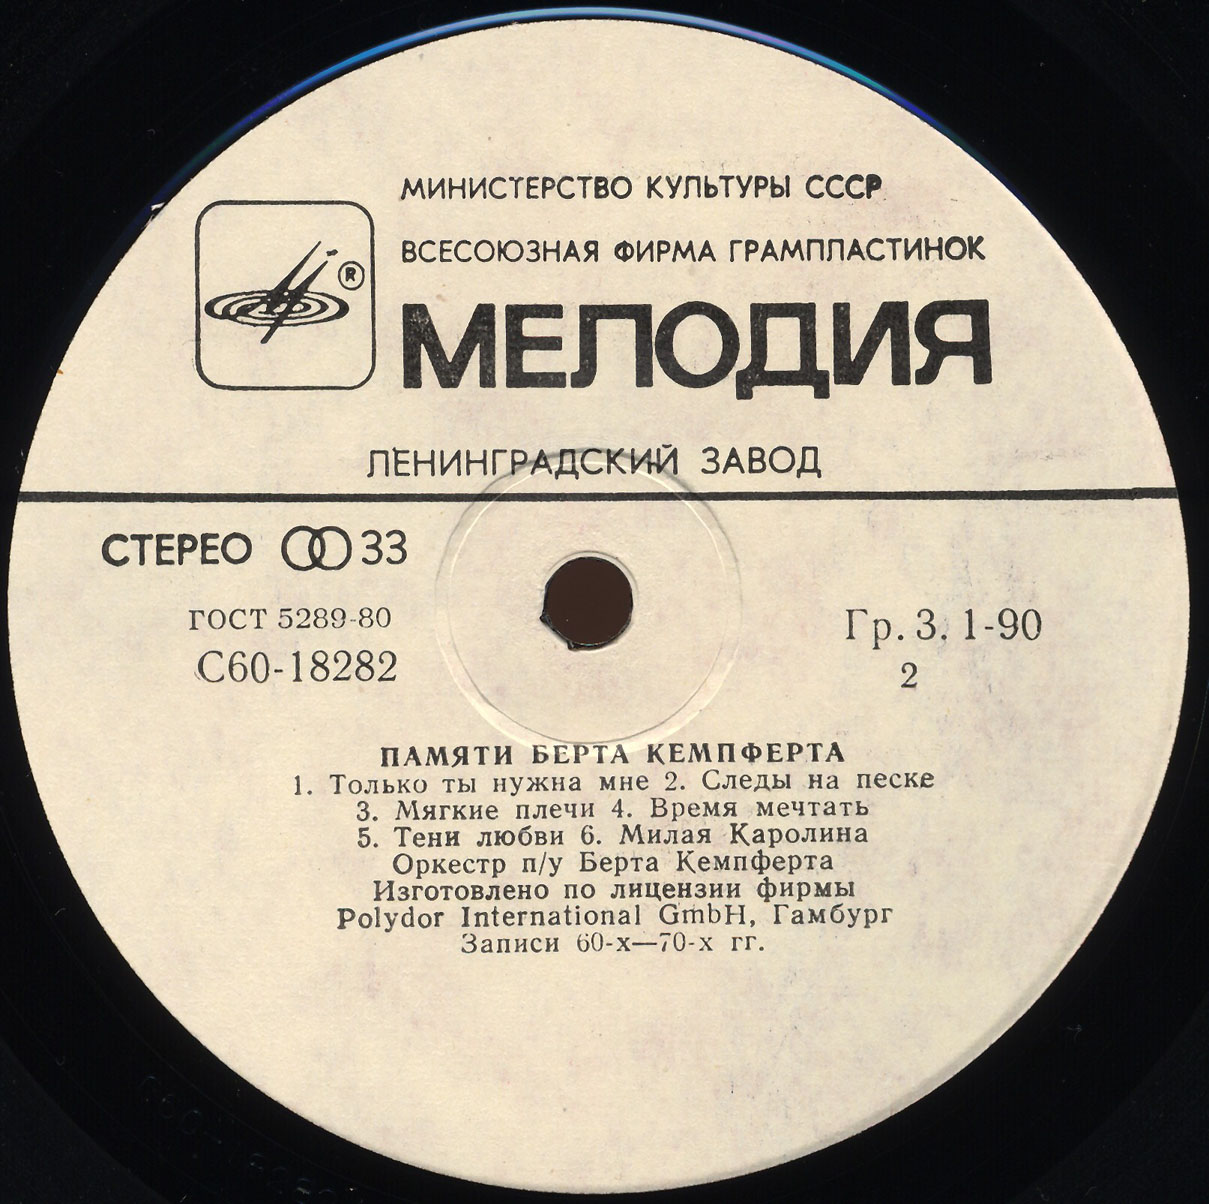 МИНИСТЕРСТВО КУЛЬТУРЫ СССР
ВСЕСОЮЗНАЯ ФИРМА ГРАМПЛАСТИНОК
®
МЕЛОДИЯ
ЛЕНИНГРАДСКИЙ ЗАВОД
СТЕРЕО 33
ГОСТ 5289-80
С60-18282
Гр. 3. 1-90
2
ПАМЯТИ БЕРТА КЕМПФЕРТА
1. Только ты нужна мне 2. Следы на песке
3. Мягкие плечи 4. Время мечтать
5. Тени любви 6. Милая Каролина
Оркестр п/у Берта Кемпферта
Изготовлено по лицензии фирмы
Polydor International GmbH, Гамбург
Записи 60-х—70-х гг.